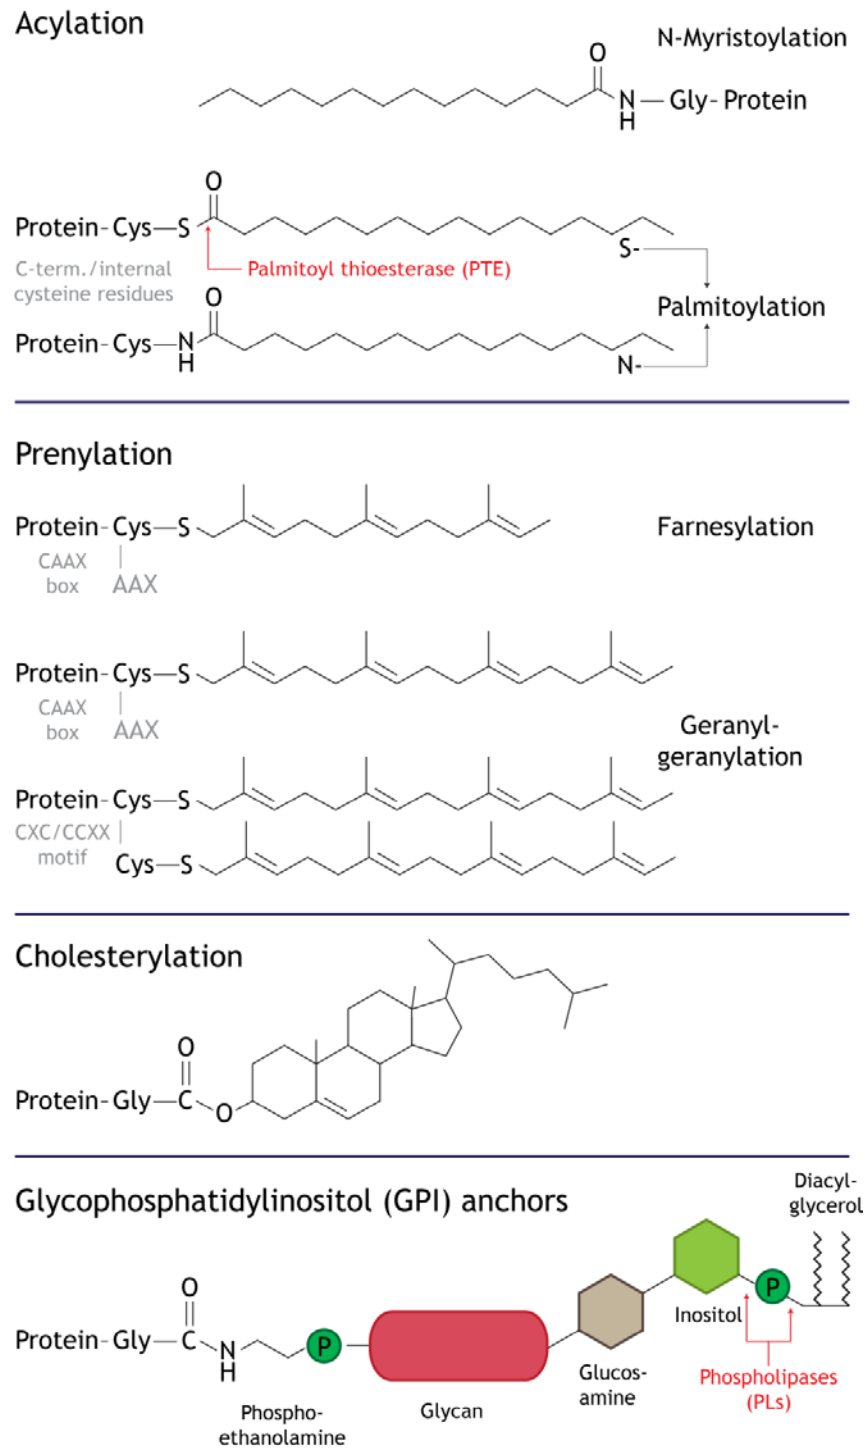 Acylation
N-Myristoylation
O
N
H
Gly- Protein
O
Protein- Cys—S
S-
C-term./internal
cysteine residues
Palmitoyl thioesterase (PTE)
Palmitoylation
O
Protein- Cys—N
H
N-
Prenylation
Protein- Cys—S
Farnesylation
CAAX
box
AAX
Protein- Cys—S
CAAX
box
AAX
Geranyl-
geranylation
Protein- Cys—S
CXC/CCXX
motif
Cys—S
Cholesterylation
O
Protein- Gly—C
O
Glycophosphatidylinositol (GPI) anchors
Diacyl-
glycerol
O
Protein- Gly—C
N
H
P
P
Inositol
Glucos-
amine
Phospholipases
(PLs)
Phospho-
ethanolamine
Glycan